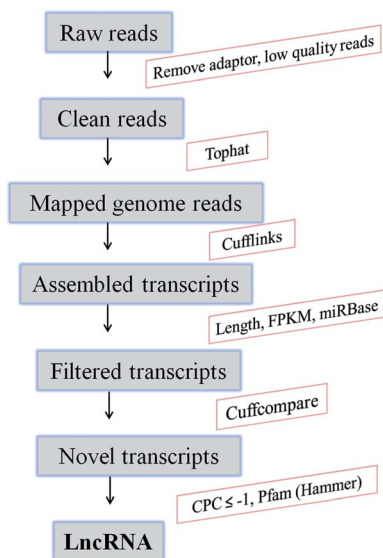 Raw reads
Remove adaptor, low quality reads
Clean reads
Tophat
Mapped genome reads
Cufflinks
Assembled transcripts
Length, FPKM, miRBase
Filtered transcripts
Cuffcompare
Novel transcripts
CPC ≤ -1, Pfam (Hammer)
LncRNA